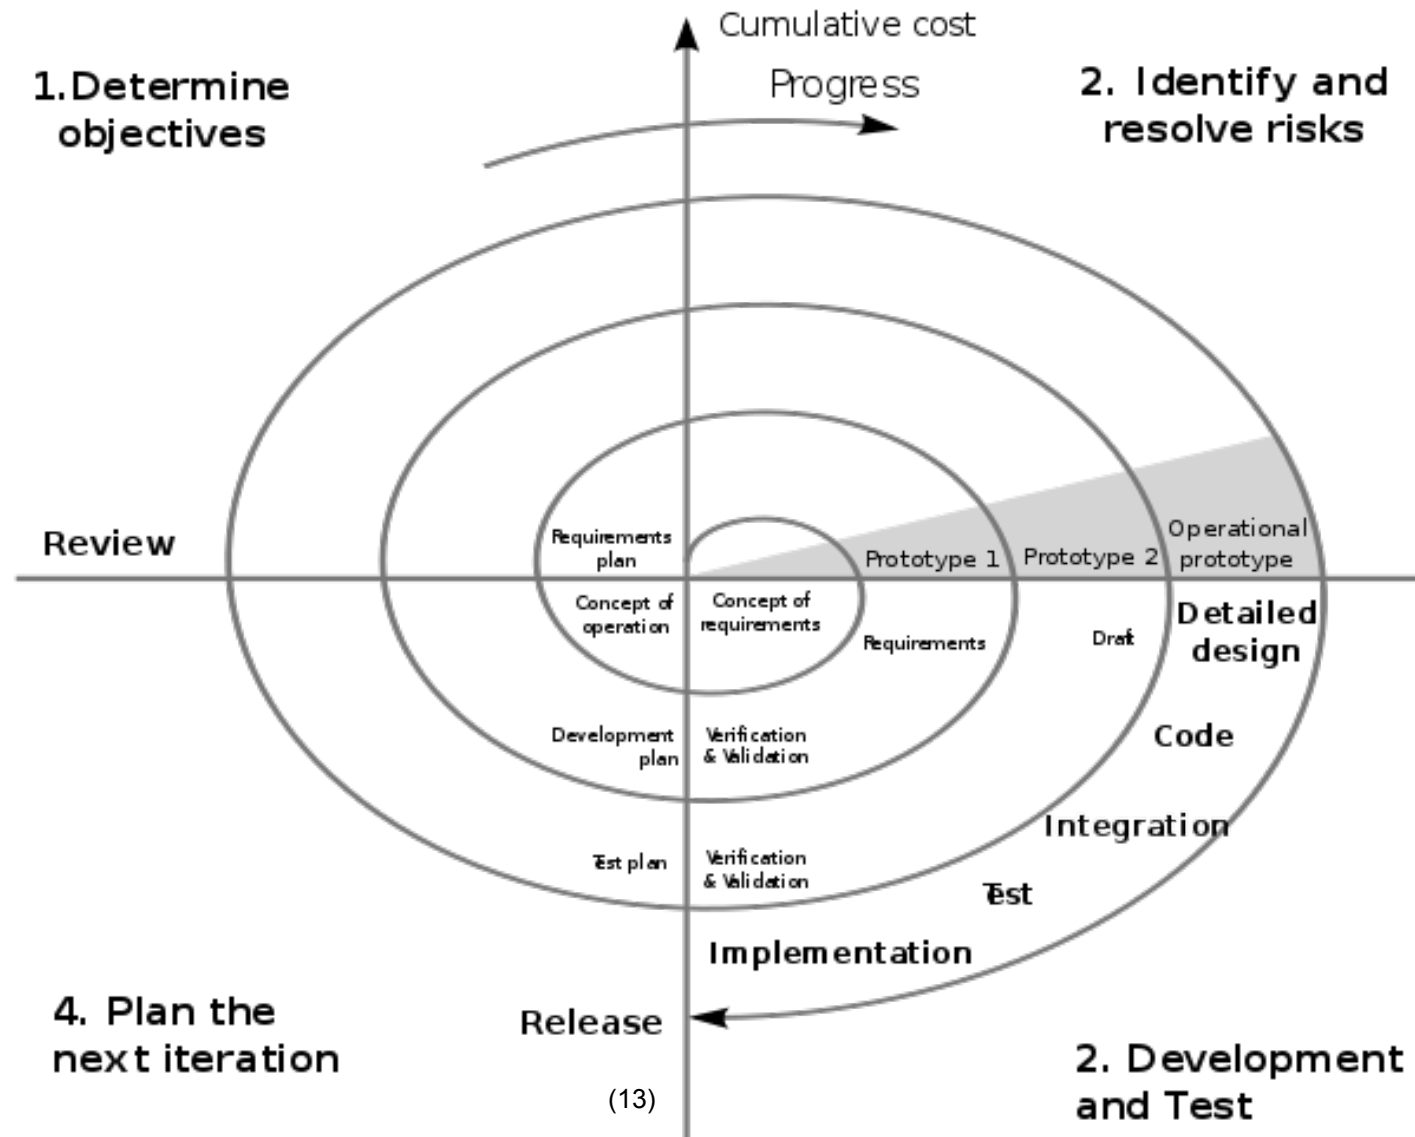 Cumulative cost
Progress
1.Determine
objectives
2. Identify and
resolve risks
Review
Requirements
plan
Prototype 1
Prototype 2
Operational
prototype
Concept of
operation
Concept of
requirements
Requirements
Draft
Detailed
design
Development
plan
Verification
& Validation
Code
Integration
Test plan
Verification
& Validation
Test
Implementation
Release
4. Plan the
next iteration
2. Development
and Test
(13)